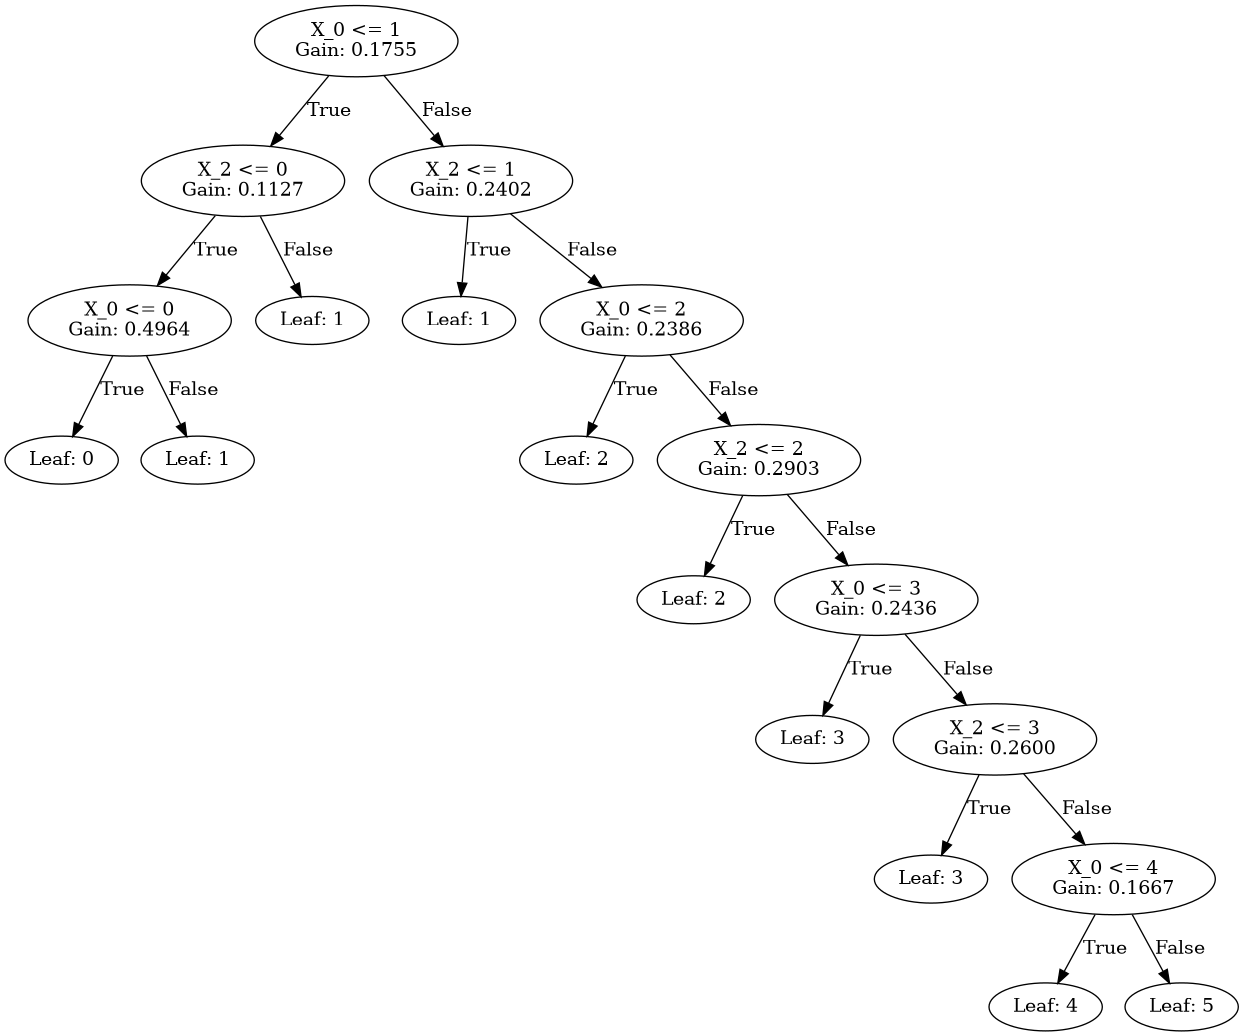 X_0 <= 1
Gain: 0.1755
True
False
X_2 <= 0
Gain: 0.1127
X_2 <= 1
Gain: 0.2402
True
False
True
False
X_0 <= 0
Gain: 0.4964
Leaf: 1
Leaf: 1
X_0 <= 2
Gain: 0.2386
True
False
True
False
Leaf: 0
Leaf: 1
Leaf: 2
X_2 <= 2
Gain: 0.2903
True
False
Leaf: 2
X_0 <= 3
Gain: 0.2436
True
False
Leaf: 3
X_2 <= 3
Gain: 0.2600
True
False
Leaf: 3
X_0 <= 4
Gain: 0.1667
True
False
Leaf: 4
Leaf: 5